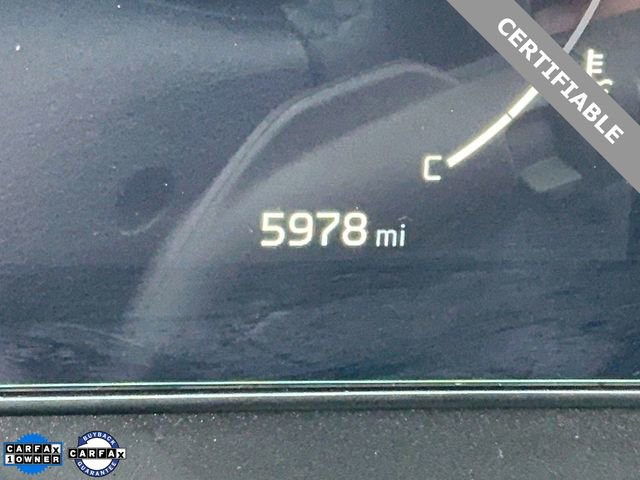 CERTIFIABLE
C
5978 mi
CARFAX
1 OWNER
BUYBACK
CARFAX
GUARANTEE